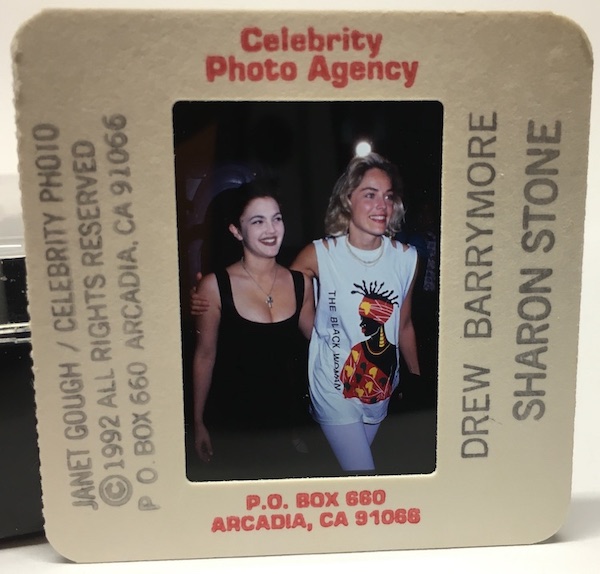 Celebrity
Photo Agency
JANET GOUGH / CELEBRITY PHOTO
©1992 ALL RIGHTS RESERVED
P O. BOX 660 ARCADIA, CA 91066
THE BLACK WOMAN
DREW BARRYMORE
SHARON STONE
P.O. BOX 660
ARCADIA, CA 91066